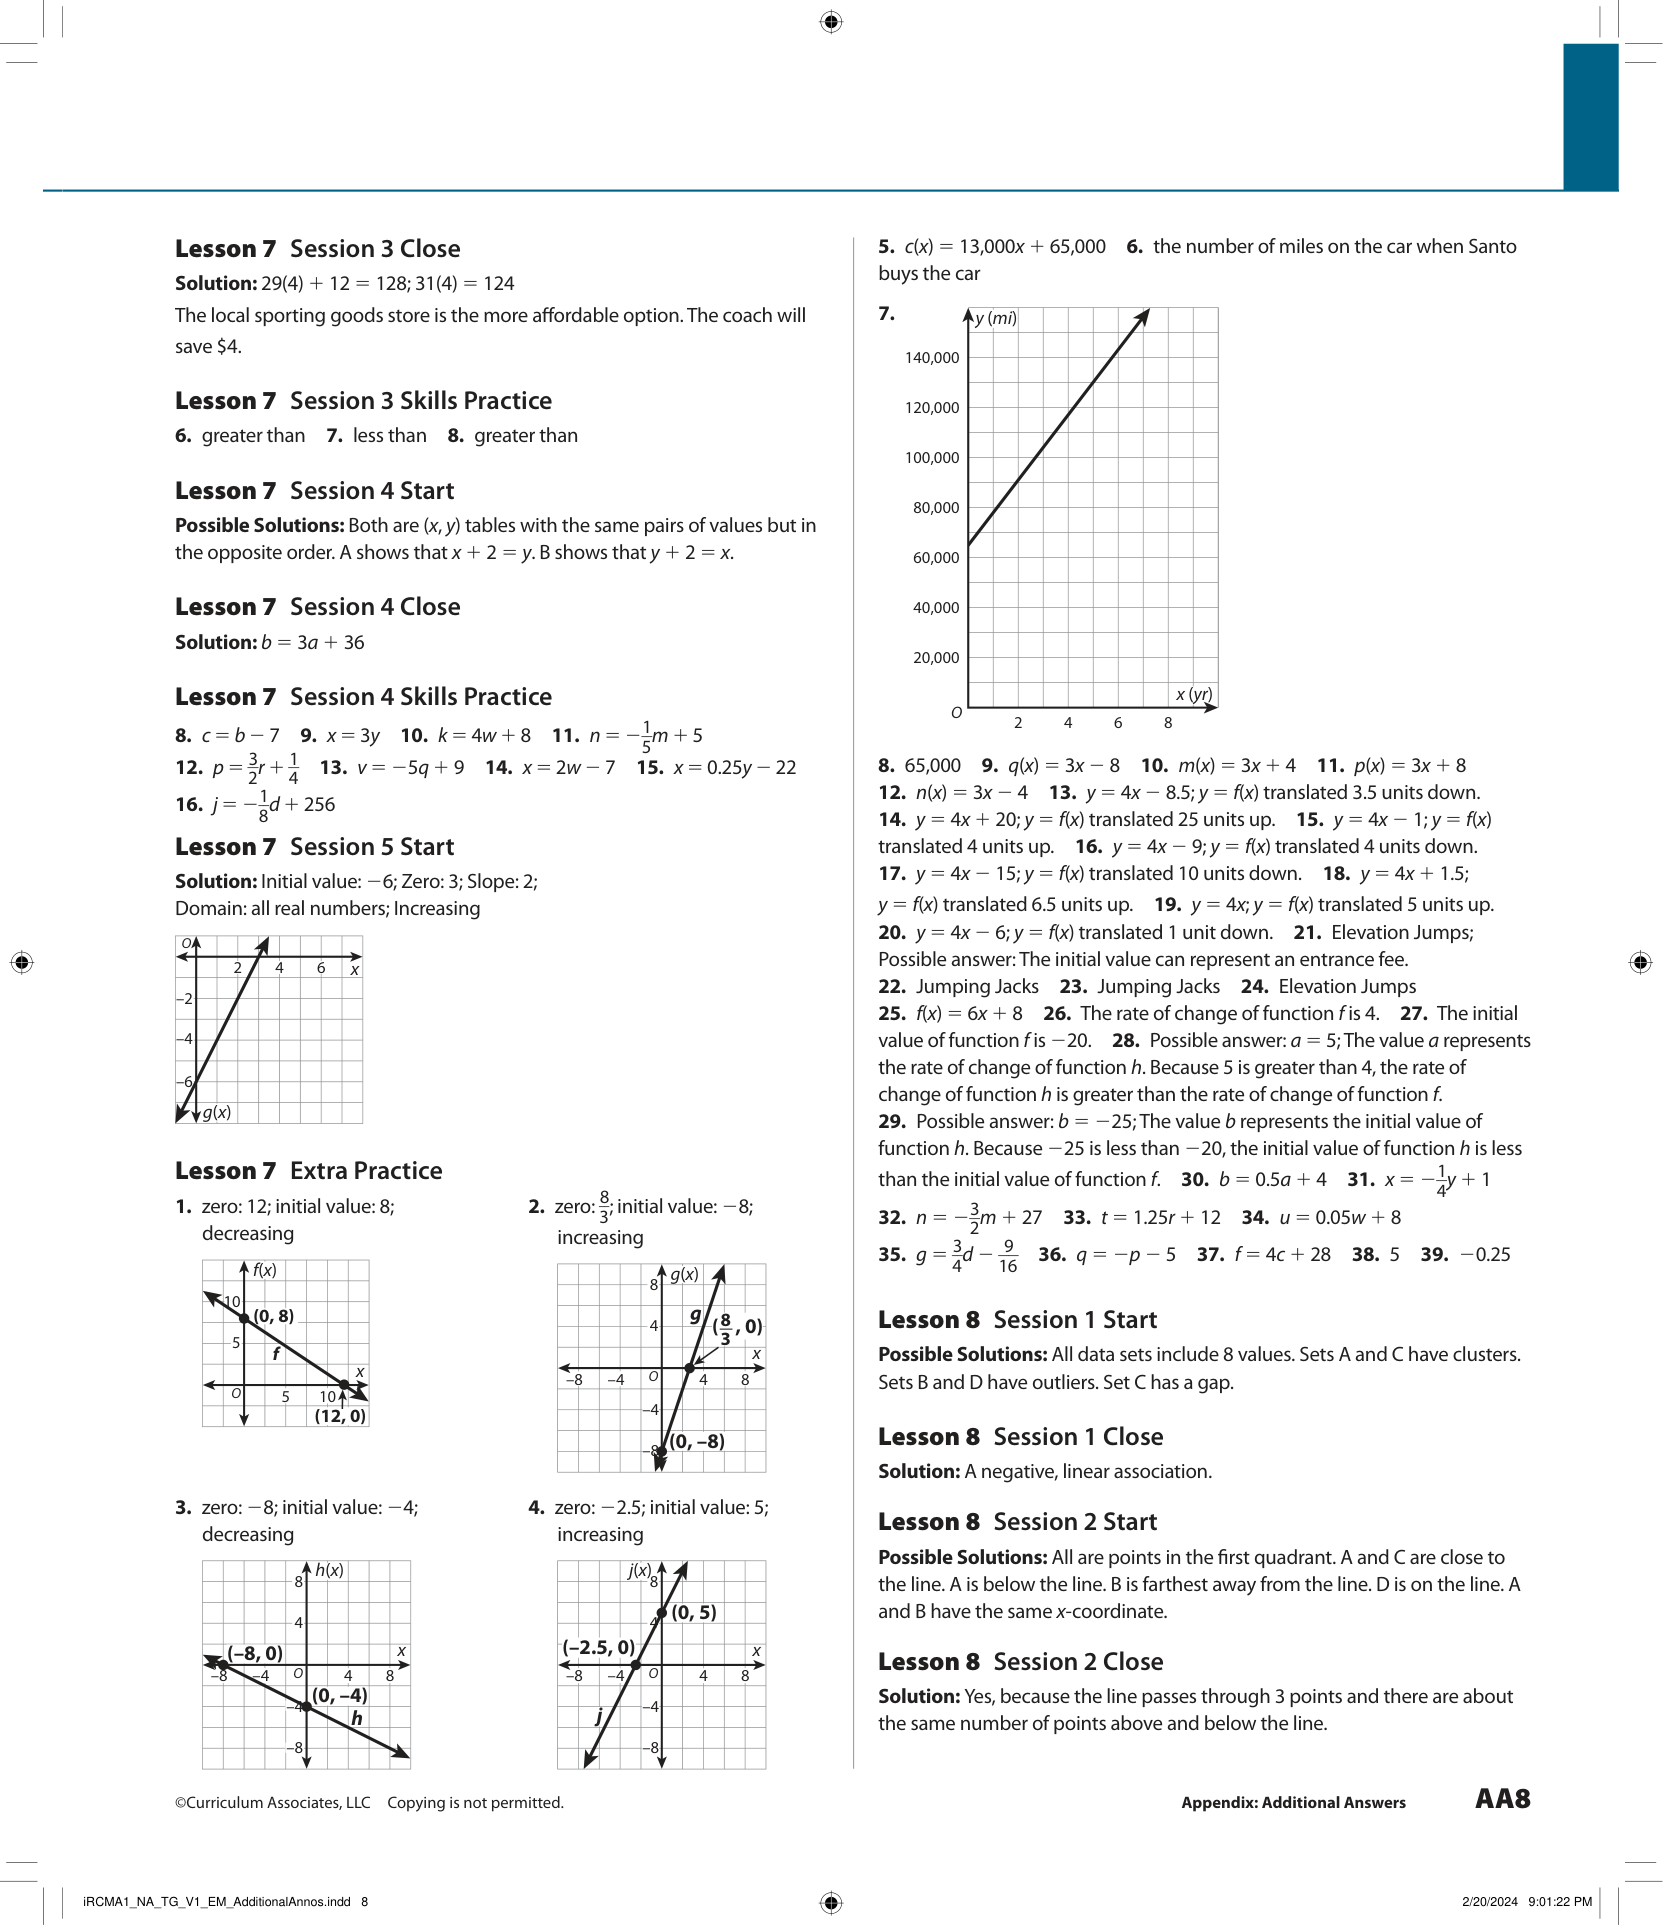 Lesson 7 Session 3 Close
Solution: 29(4) + 12 = 128; 31(4) = 124
The local sporting goods store is the more affordable option. The coach will
save $4.
Lesson 7 Session 3 Skills Practice
6. greater than 7. less than 8. greater than
Lesson 7 Session 4 Start
Possible Solutions: Both are (x, y) tables with the same pairs of values but in
the opposite order. A shows that x + 2 = y. B shows that y + 2 = x.
Lesson 7 Session 4 Close
Solution: b = 3a + 36
Lesson 7 Session 4 Skills Practice
8. c = b − 7 9. x = 3y 10. k = 4w + 8 11. n = −1/5m + 5
12. p = 3/2r + 1/4 13. v = −5q + 9 14. x = 2w − 7 15. x = 0.25y − 22
16. j = −1/8d + 256
Lesson 7 Session 5 Start
Solution: Initial value: −6; Zero: 3; Slope: 2;
Domain: all real numbers; Increasing
O
2 4 6 x
–2
–4
–6
g(x)
Lesson 7 Extra Practice
1. zero: 12; initial value: 8;
decreasing
f(x)
10
(0, 8)
5
f
x
O 5 10
(12, 0)
2. zero: 8/3; initial value: −8;
increasing
8 g(x)
g
4 (8/3, 0)
x
–8 –4 O 4 8
–4
–8 (0, –8)
3. zero: −8; initial value: −4;
decreasing
h(x)
8
4
(–8, 0) x
–8 –4 O 4 8
(0, –4)
–4
h
–8
4. zero: −2.5; initial value: 5;
increasing
j(x)
8
(0, 5)
4
(–2.5, 0) x
–8 –4 O 4 8
–4
j
–8
5. c(x) = 13,000x + 65,000 6. the number of miles on the car when Santo
buys the car
7.
y (mi)
140,000
120,000
100,000
80,000
60,000
40,000
20,000
x (yr)
O
2 4 6 8
8. 65,000 9. q(x) = 3x − 8 10. m(x) = 3x + 4 11. p(x) = 3x + 8
12. n(x) = 3x − 4 13. y = 4x − 8.5; y = f(x) translated 3.5 units down.
14. y = 4x + 20; y = f(x) translated 25 units up. 15. y = 4x − 1; y = f(x)
translated 4 units up. 16. y = 4x − 9; y = f(x) translated 4 units down.
17. y = 4x − 15; y = f(x) translated 10 units down. 18. y = 4x + 1.5;
y = f(x) translated 6.5 units up. 19. y = 4x; y = f(x) translated 5 units up.
20. y = 4x − 6; y = f(x) translated 1 unit down. 21. Elevation Jumps;
Possible answer: The initial value can represent an entrance fee.
22. Jumping Jacks 23. Jumping Jacks 24. Elevation Jumps
25. f(x) = 6x + 8 26. The rate of change of function f is 4. 27. The initial
value of function f is −20. 28. Possible answer: a = 5; The value a represents
the rate of change of function h. Because 5 is greater than 4, the rate of
change of function h is greater than the rate of change of function f.
29. Possible answer: b = −25; The value b represents the initial value of
function h. Because −25 is less than −20, the initial value of function h is less
than the initial value of function f. 30. b = 0.5a + 4 31. x = −1/4y + 1
32. n = −3/2m + 27 33. t = 1.25r + 12 34. u = 0.05w + 8
35. g = 3/4d − 9/16 36. q = −p − 5 37. f = 4c + 28 38. 5 39. −0.25
Lesson 8 Session 1 Start
Possible Solutions: All data sets include 8 values. Sets A and C have clusters.
Sets B and D have outliers. Set C has a gap.
Lesson 8 Session 1 Close
Solution: A negative, linear association.
Lesson 8 Session 2 Start
Possible Solutions: All are points in the first quadrant. A and C are close to
the line. A is below the line. B is farthest away from the line. D is on the line. A
and B have the same x-coordinate.
Lesson 8 Session 2 Close
Solution: Yes, because the line passes through 3 points and there are about
the same number of points above and below the line.
©Curriculum Associates, LLC Copying is not permitted.
Appendix: Additional Answers AA8
iRCMA1_NA_TG_V1_EM_AdditionalAnnos.indd 8
2/20/2024 9:01:22 PM